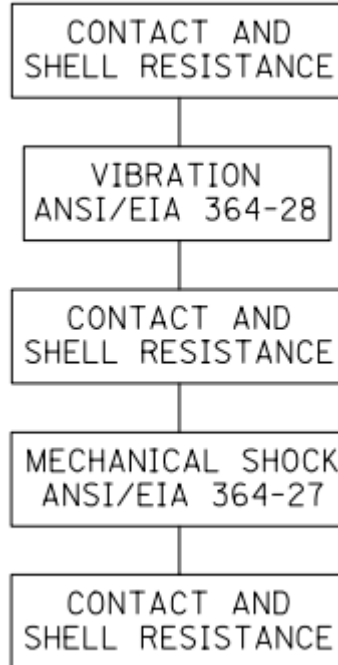 CONTACT AND
SHELL RESISTANCE
VIBRATION
ANSI/EIA 364-28
CONTACT AND
SHELL RESISTANCE
MECHANICAL SHOCK
ANSI/EIA 364-27
CONTACT AND
SHELL RESISTANCE